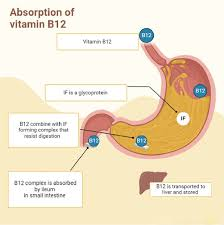 Absorption of
vitamin B12
B12
Vitamin B12
B12
IF is a glycoprotein
IF
B12 combine with IF
forming complex that
resist digestion
B12
B12
B12 complex is absorbed
by ileum
in small intestine
B12 is transported to
liver and stored